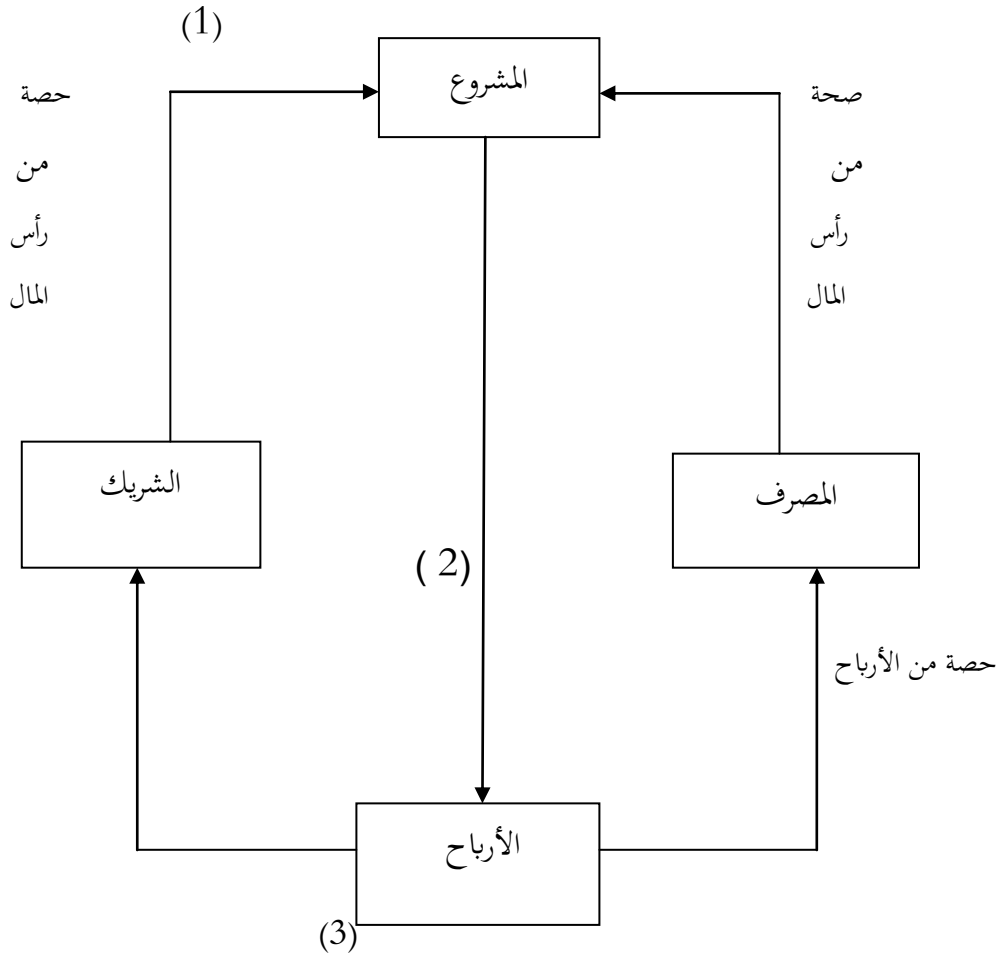 (1)
المشروع
صحة
من
رأس
المال
حصة
من
رأس
المال
المصرف
الشريك
(2 )
حصة من الأرباح
الأرباح
(3)